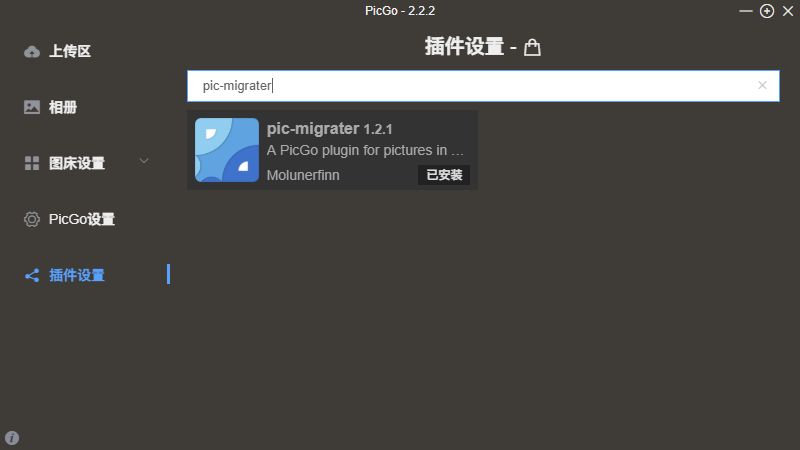 PicGo - 2.2.2
上传区
相册
图床设置
PicGo设置
插件设置
插件设置 -
pic-migrater
pic-migrater 1.2.1
A PicGo plugin for pictures in ...
Molunerfinn
已安装